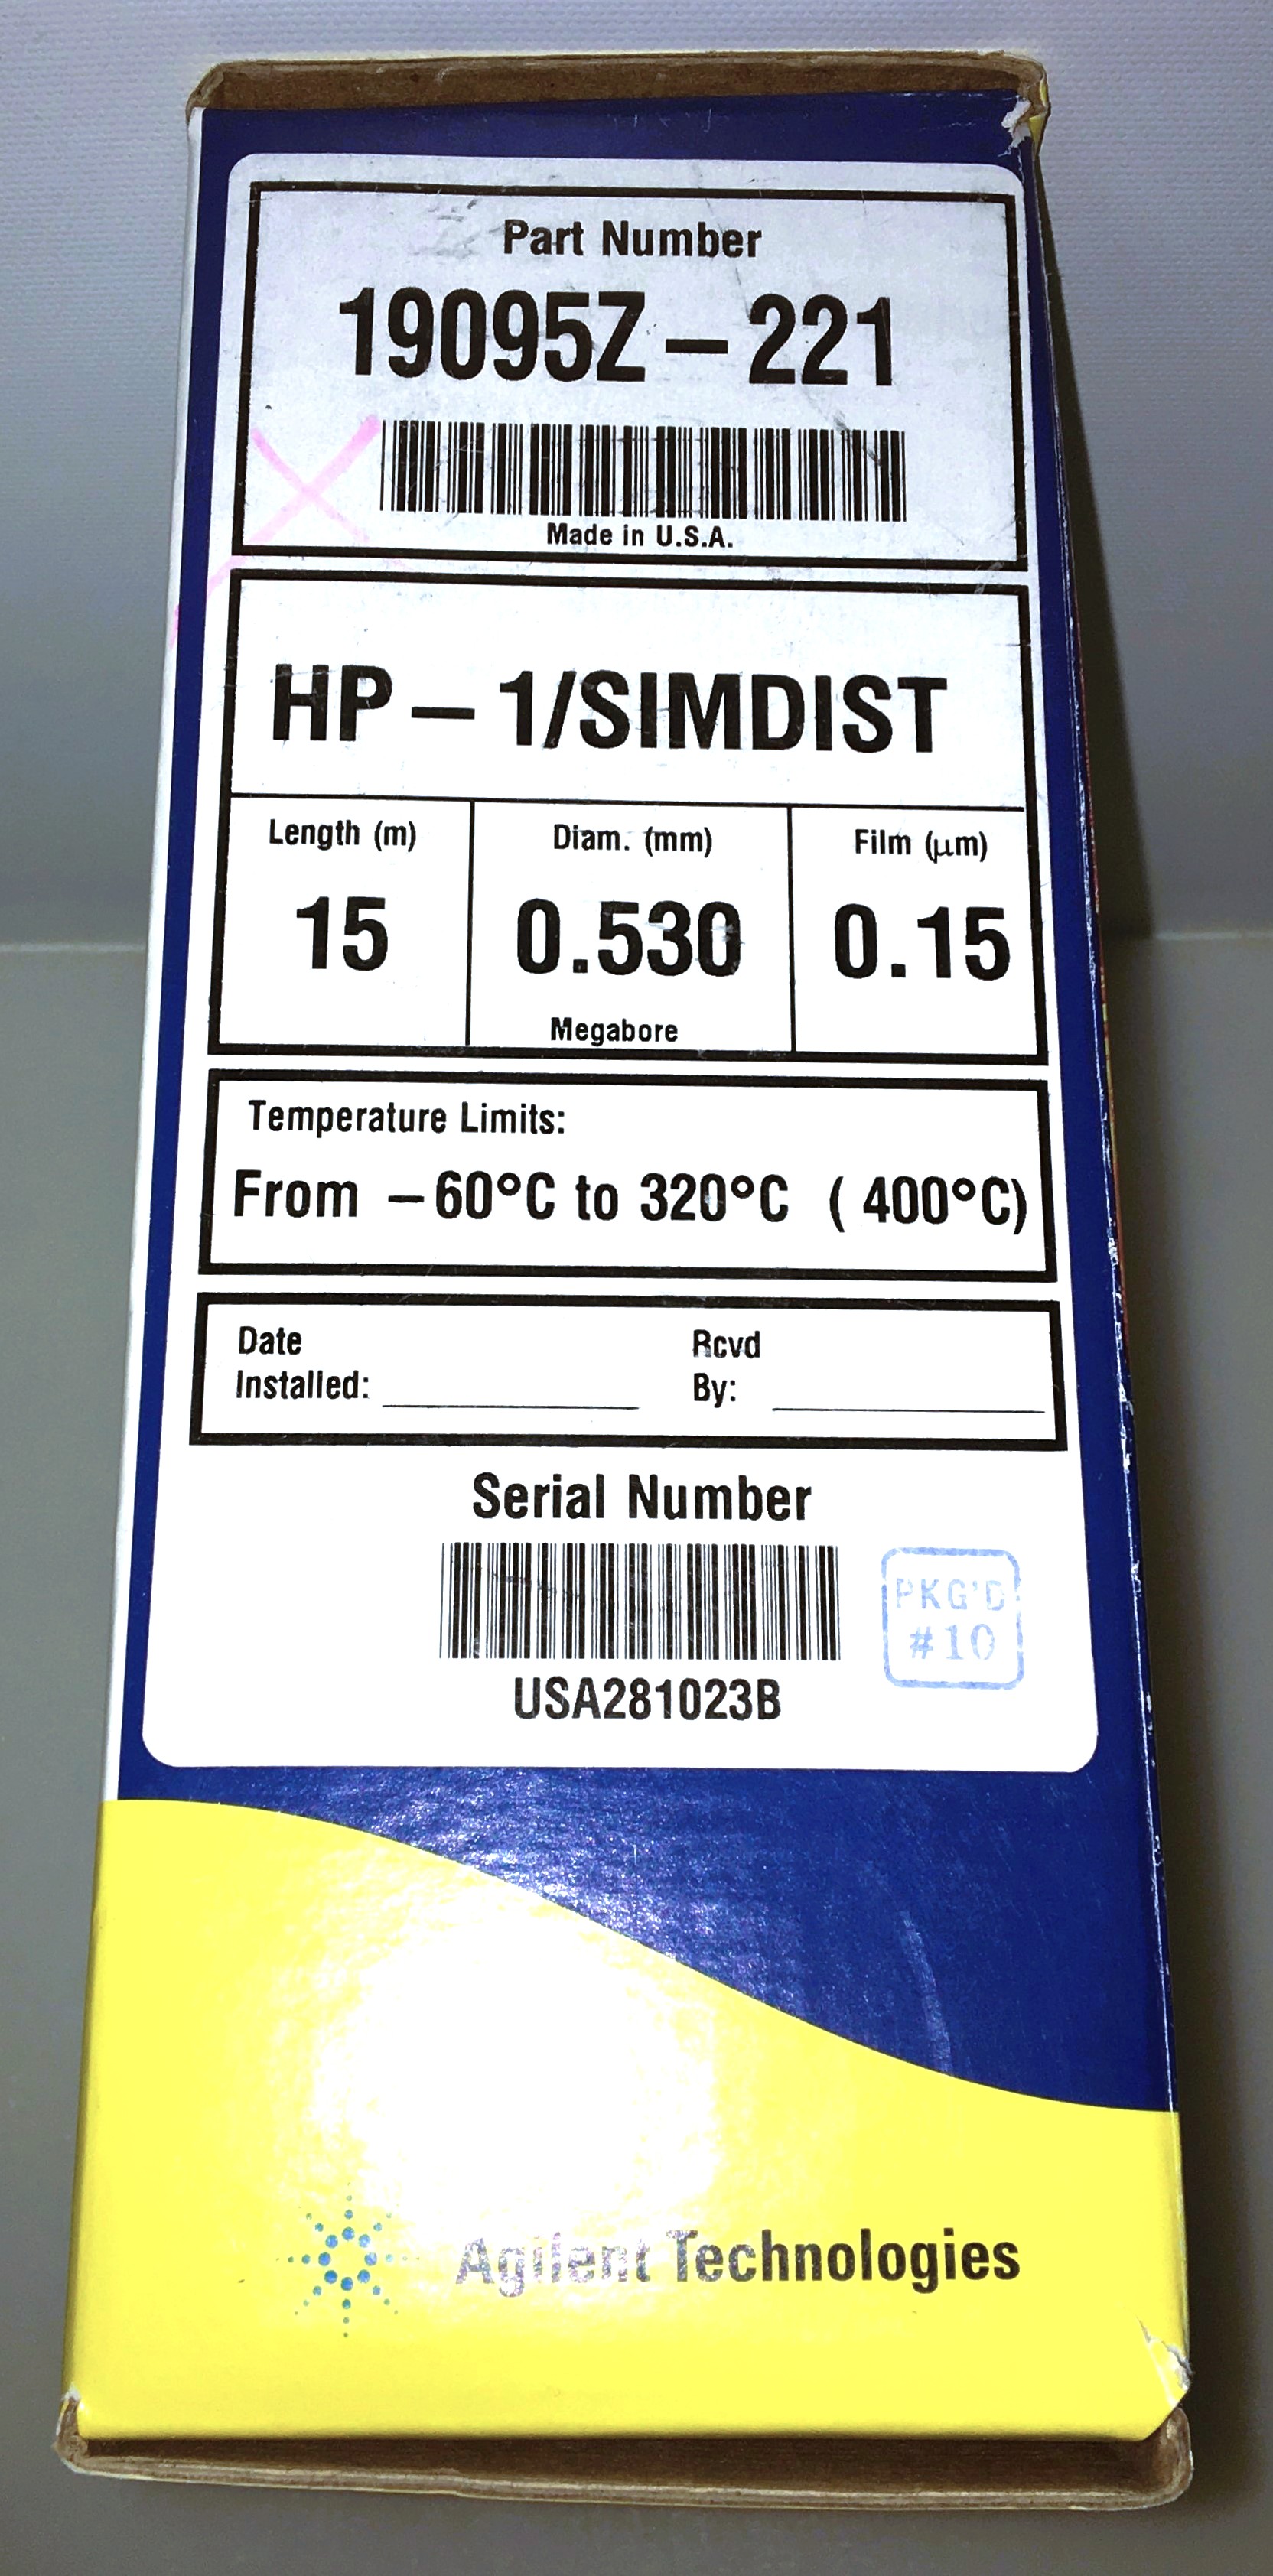 Part Number
19095Z – 221
Made in U.S.A.
HP – 1/SIMDIST
Length (m) Diam. (mm) Film (µm)
15 0.530 0.15
Megabore
Temperature Limits:
From – 60°C to 320°C ( 400°C)
Date Rcvd
Installed: By:
Serial Number
PKG'D
#10
USA281023B
Agilent Technologies